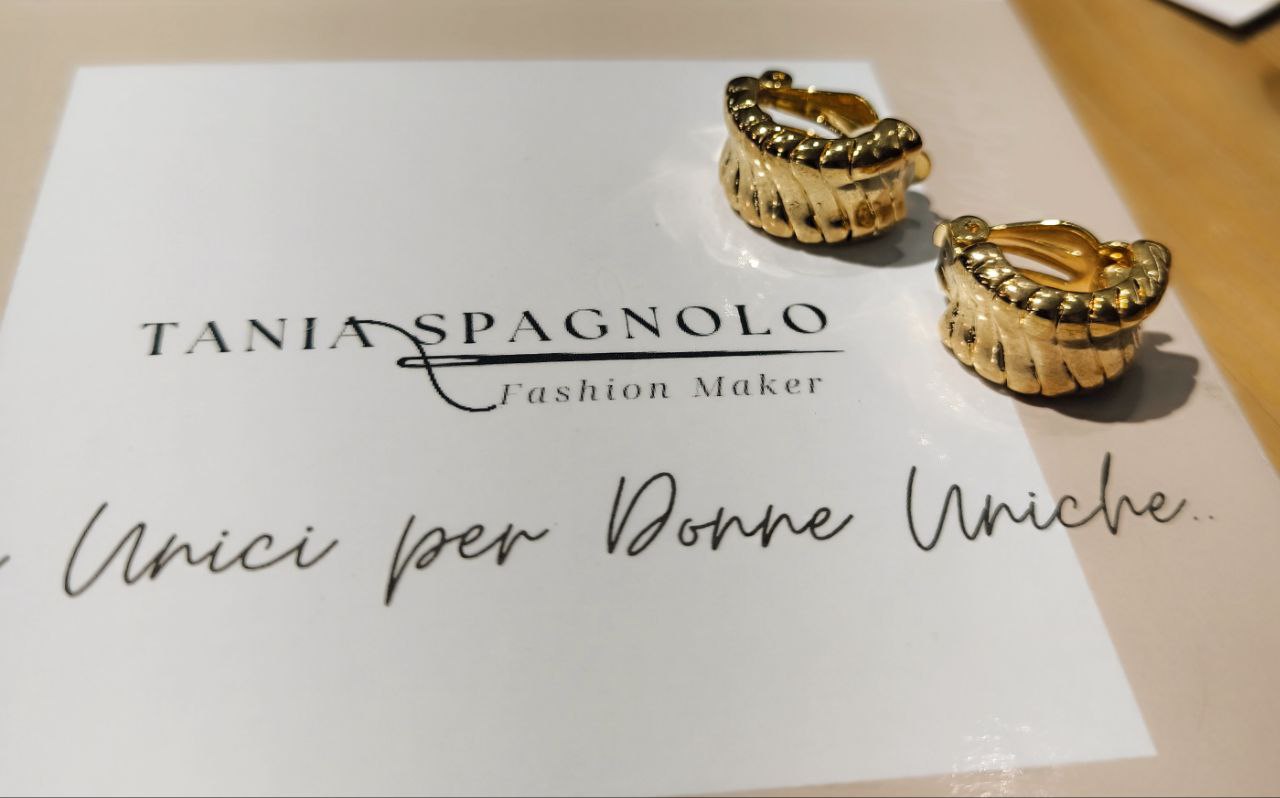 TANIA SPAGNOLO
Fashion Maker
Unici per Donne Uniche..